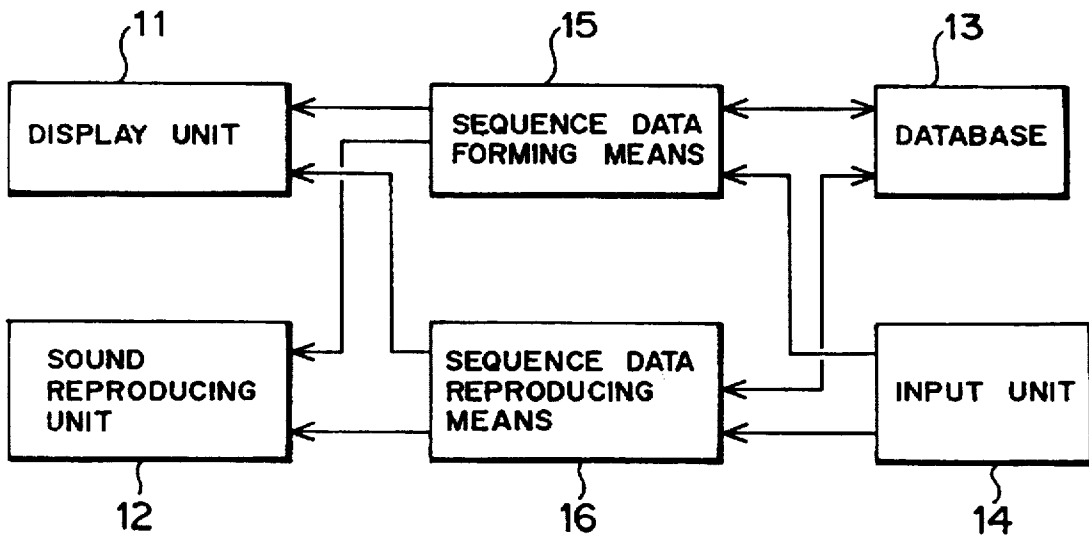 11
15
13
DISPLAY UNIT
SEQUENCE DATA
FORMING MEANS
DATABASE
SOUND
REPRODUCING
UNIT
SEQUENCE DATA
REPRODUCING
MEANS
INPUT UNIT
12
16
14